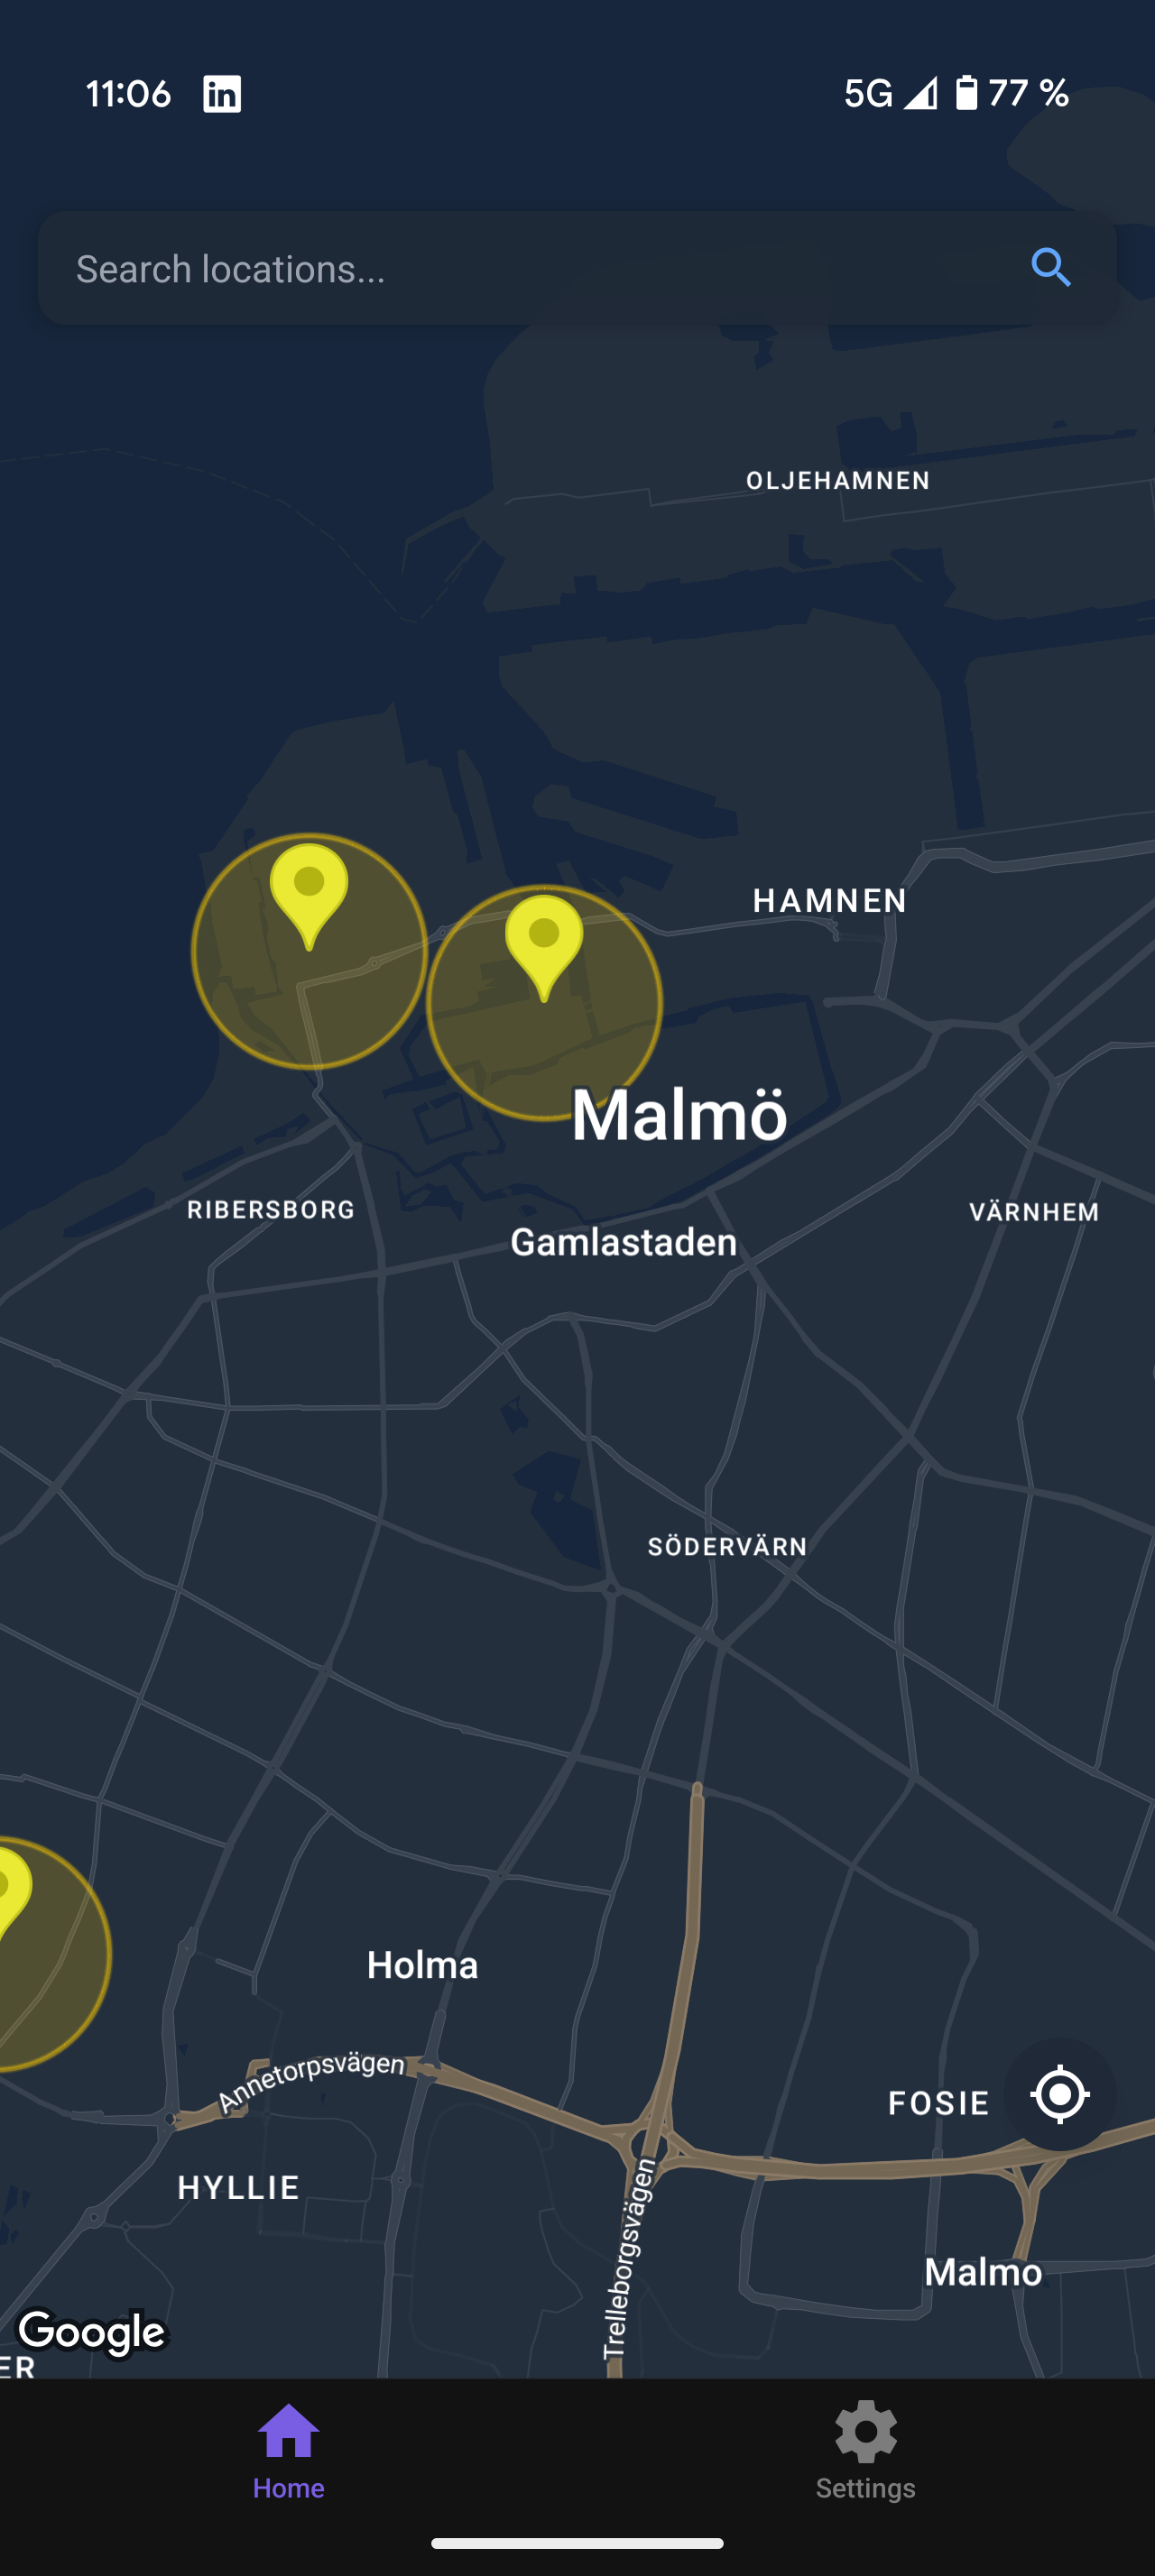 11:06 in 5G 77 %
Search locations...
OLJEHAMNEN
HAMNEN
Malmö
RIBERSBORG
VÄRNHEM
Gamlastaden
SÖDERVÄRN
Holma
Annetorpsvägen
FOSIE
HYLLIE
Trelleborgsvägen
Malmo
Google
ER
Home Settings